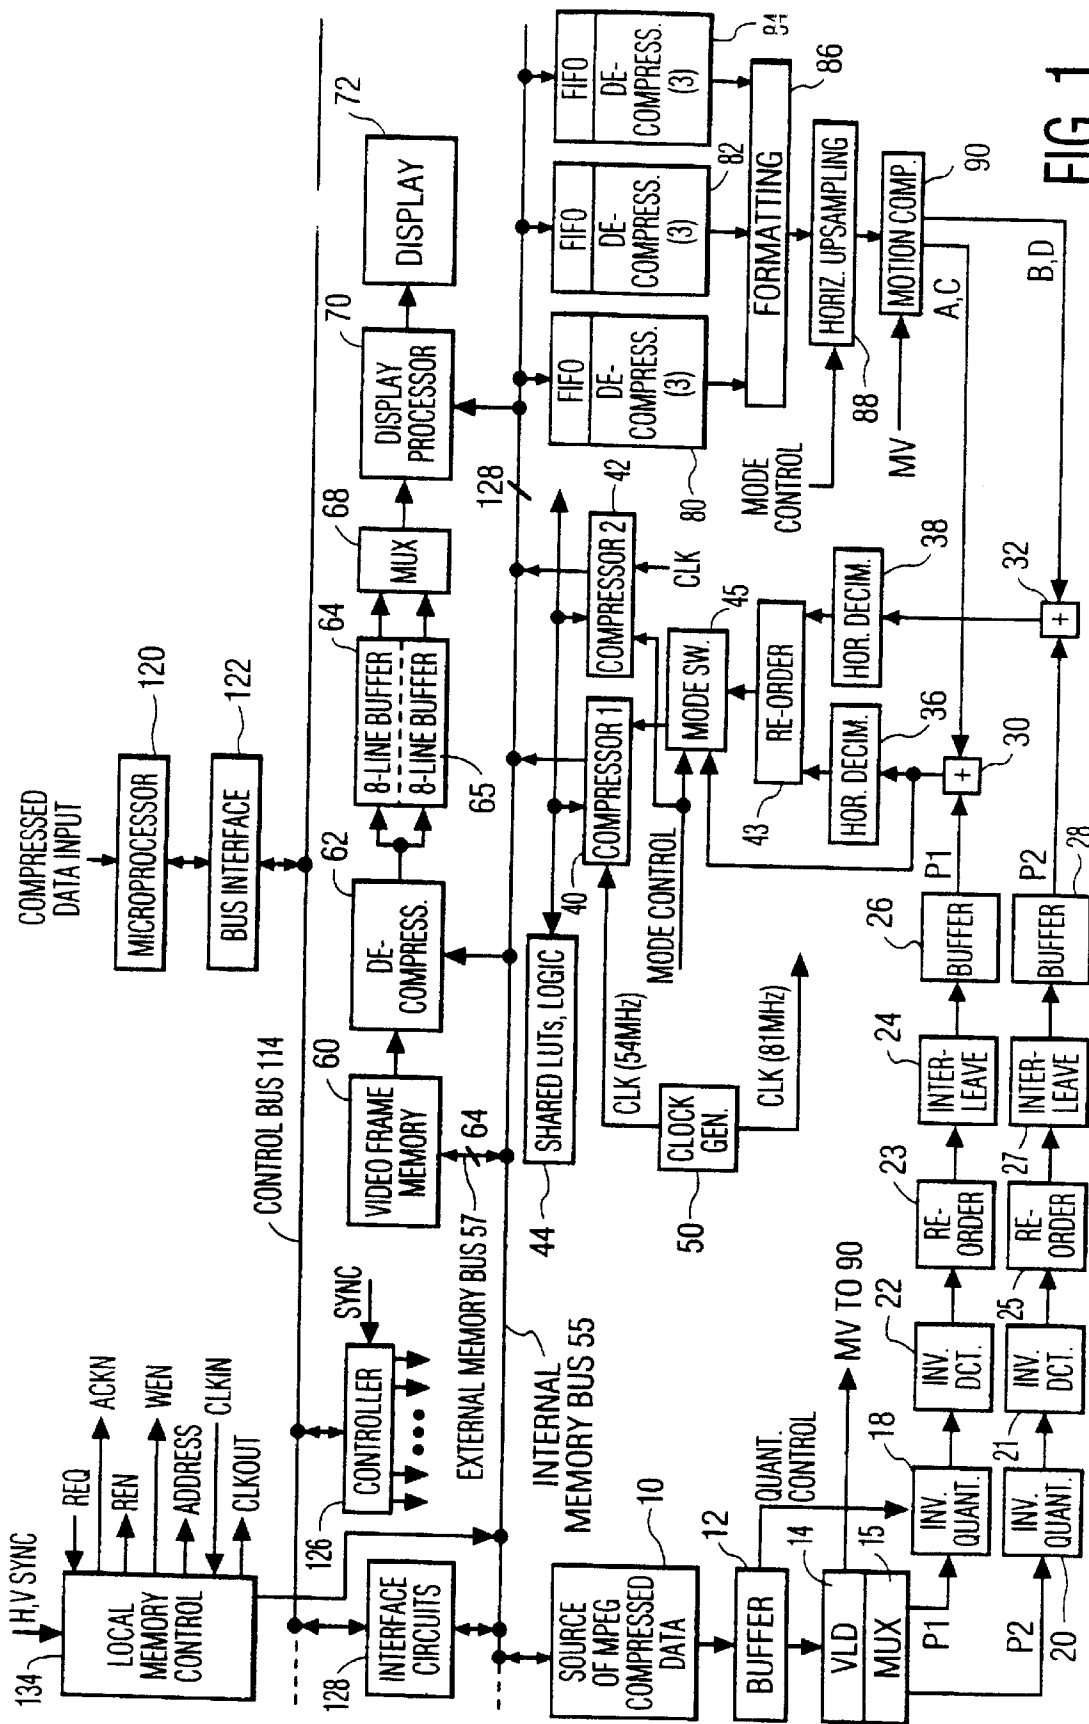 COMPRESSED
DATA INPUT
MICROPROCESSOR
120
BUS INTERFACE
122
H,V SYNC
134
LOCAL
MEMORY
CONTROL
REQ
ACKN
REN
WEN
ADDRESS
CLKIN
CLKOUT
CONTROL BUS 114
SYNC
126
CONTROLLER
128
INTERFACE
CIRCUITS
EXTERNAL MEMORY BUS 57
64
INTERNAL
MEMORY BUS 55
60
VIDEO FRAME
MEMORY
62
DE-
COMPRESS.
64
8-LINE BUFFER
8-LINE BUFFER
65
68
MUX
70
DISPLAY
PROCESSOR
72
DISPLAY
128
44
SHARED LUTs, LOGIC
40
COMPRESSOR 1
42
COMPRESSOR 2
CLK
CLK (54MHz)
CLOCK
GEN.
50
CLK (81MHz)
MODE CONTROL
MODE SW.
45
RE-ORDER
43
HOR. DECIM.
36
HOR. DECIM.
38
+
30
+
32
FIFO
DE-
COMPRESS.
(3)
80
FIFO
DE-
COMPRESS.
(3)
82
FIFO
DE-
COMPRESS.
(3)
84
FORMATTING
86
MODE
CONTROL
HORIZ. UPSAMPLING
88
MV
MOTION COMP.
90
A,C
B,D
SOURCE
OF MPEG
COMPRESSED
DATA
10
BUFFER
12
QUANT.
CONTROL
14
VLD
15
MUX
MV TO 90
P1
P2
18
INV.
QUANT.
22
INV.
DCT.
23
RE-
ORDER
24
INTER-
LEAVE
26
BUFFER
P1
20
INV.
QUANT.
21
INV.
DCT.
25
RE-
ORDER
27
INTER-
LEAVE
BUFFER
28
P2
FIG. 1